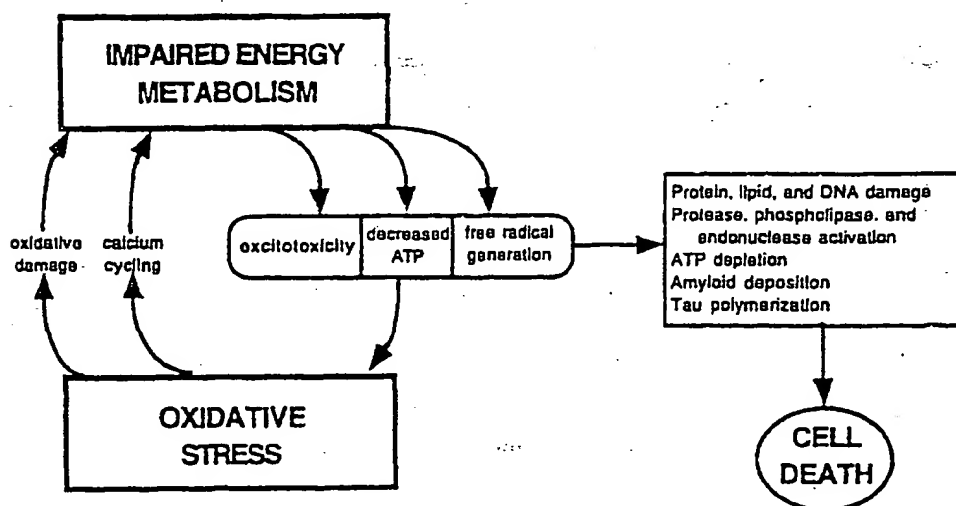 IMPAIRED ENERGY
METABOLISM
oxidative
damage
calcium
cycling
excitotoxicity
decreased
ATP
free radical
generation
Protein, lipid, and DNA damage
Protease, phospholipase, and
endonuclease activation
ATP depletion
Amyloid deposition
Tau polymerization
OXIDATIVE
STRESS
CELL
DEATH